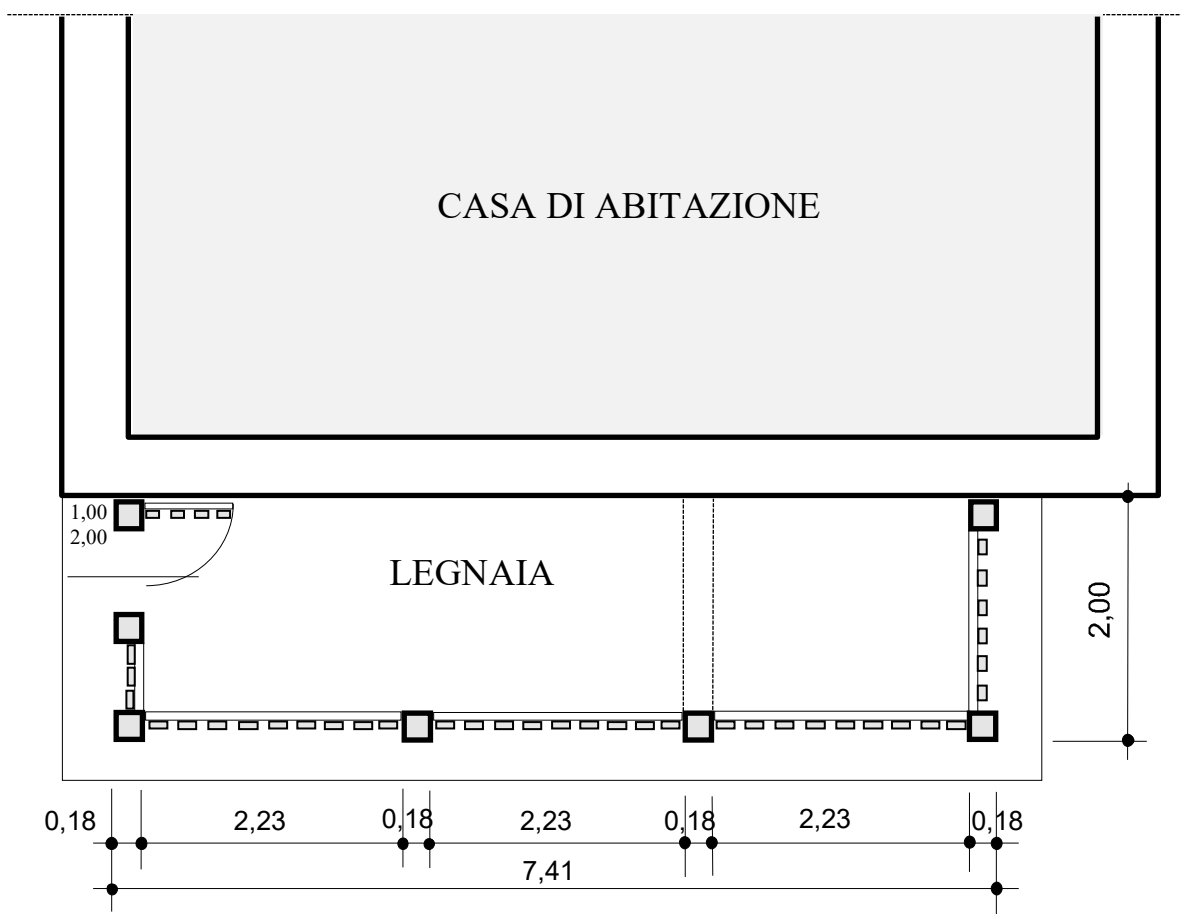 CASA DI ABITAZIONE
1,00
2,00
LEGNAIA
2,00
0,18 2,23 0,18 2,23 0,18 2,23 0,18
7,41